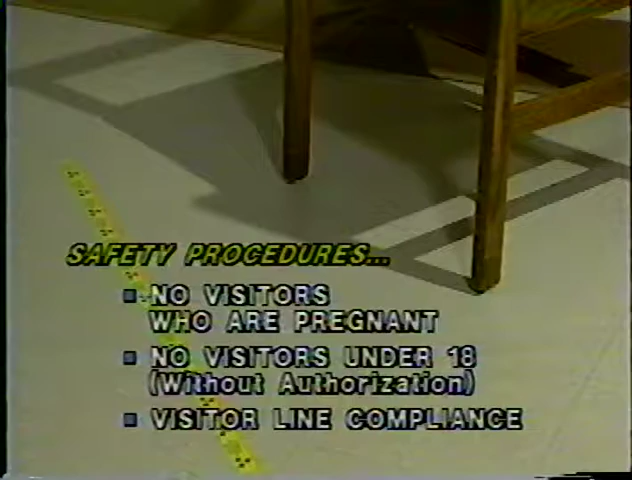 SAFETY PROCEDURES...
NO VISITORS
WHO ARE PREGNANT
NO VISITORS UNDER 18
(Without Authorization)
VISITOR LINE COMPLIANCE